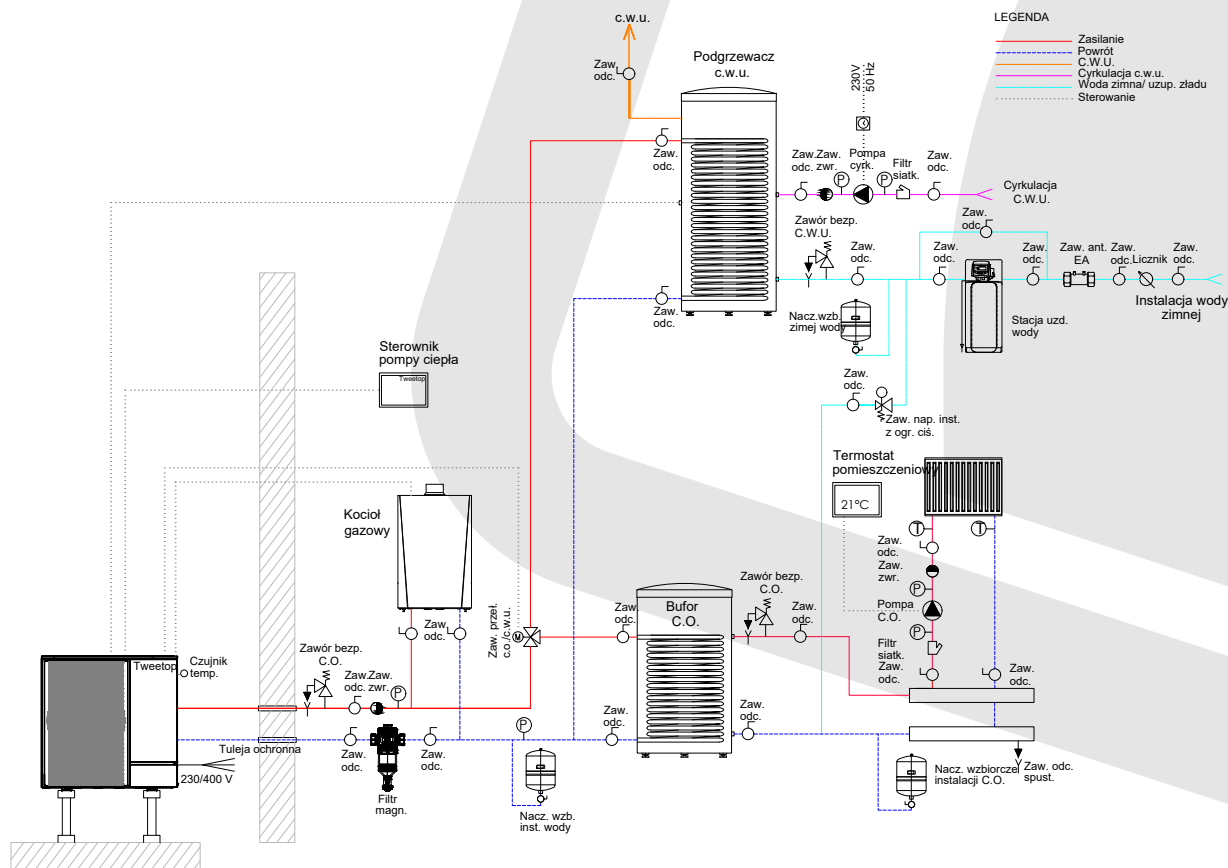 LEGENDA
Zasilanie
Powrót
C.W.U.
Cyrkulacja c.w.u.
Woda zimna/ uzup. zładu
Sterowanie
c.w.u.
Zaw.
odc.
Podgrzewacz
c.w.u.
230V
50 Hz
Zaw.
odc.
Zaw.
odc.
Zaw.
zwr.
P
Pompa
cyrk.
P
Filtr
siatk.
Zaw.
odc.
Cyrkulacja
C.W.U.
Zawór bezp.
C.W.U.
Zaw.
odc.
Zaw.
odc.
Zaw.
odc.
Zaw.
odc.
Zaw. ant.
EA
Zaw.
odc.
Licznik
Zaw.
odc.
Instalacja wody
zimnej
Zaw.
odc.
Nacz.wzb.
zimej wody
Stacja uzd.
wody
Sterownik
pompy ciepła
Tweetop
Zaw.
odc.
Zaw. nap. inst.
z ogr. ciś.
Termostat
pomieszczeniowy
21°C
Kocioł
gazowy
T
T
Zaw.
odc.
Zaw.
zwr.
P
Pompa
C.O.
P
Filtr
siatk.
Zaw.
odc.
Zaw.
odc.
Zaw.
odc.
Zaw. przeł.
c.o./c.w.u.
M
Zaw.
odc.
Bufor
C.O.
Zawór bezp.
C.O.
Zaw.
odc.
Tweetop
Czujnik
temp.
Zawór bezp.
C.O.
Zaw.
odc.
Zaw.
zwr.
P
Tuleja ochronna
230/400 V
Zaw.
odc.
Filtr
magn.
Zaw.
odc.
P
Nacz. wzb.
inst. wody
Zaw.
odc.
Zaw.
odc.
Nacz. wzbiorcze
instalacji C.O.
Zaw. odc.
spust.